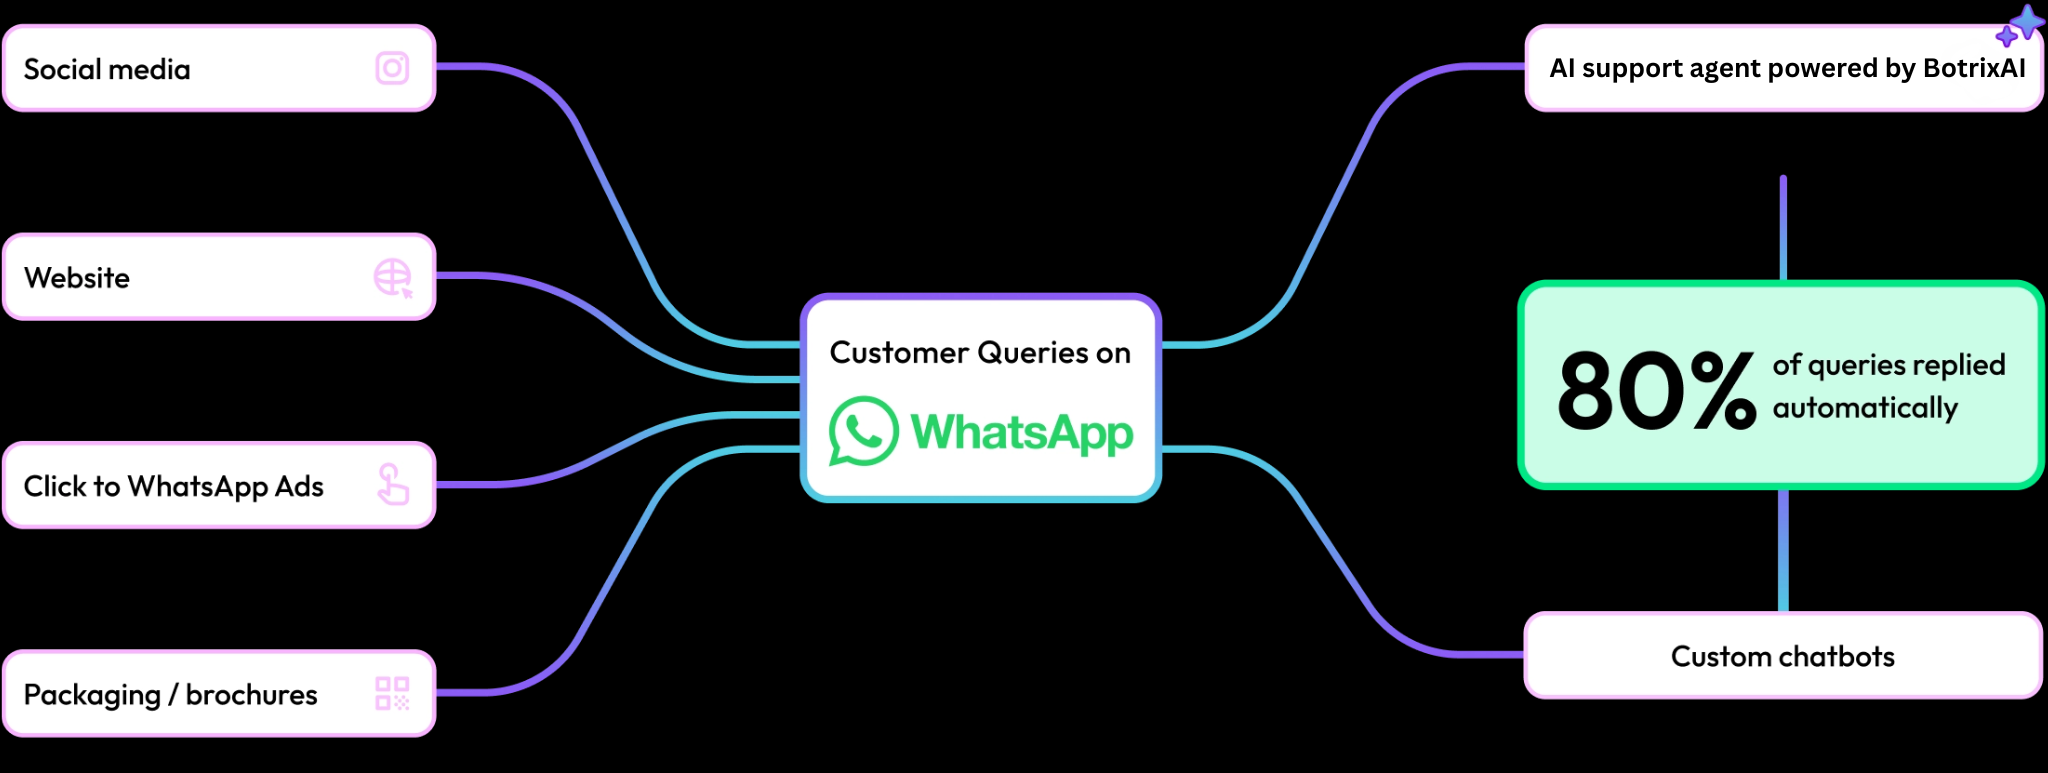 Social media
Website
Click to WhatsApp Ads
Packaging / brochures
Customer Queries on
WhatsApp
AI support agent powered by BotrixAI
80%
of queries replied
automatically
Custom chatbots